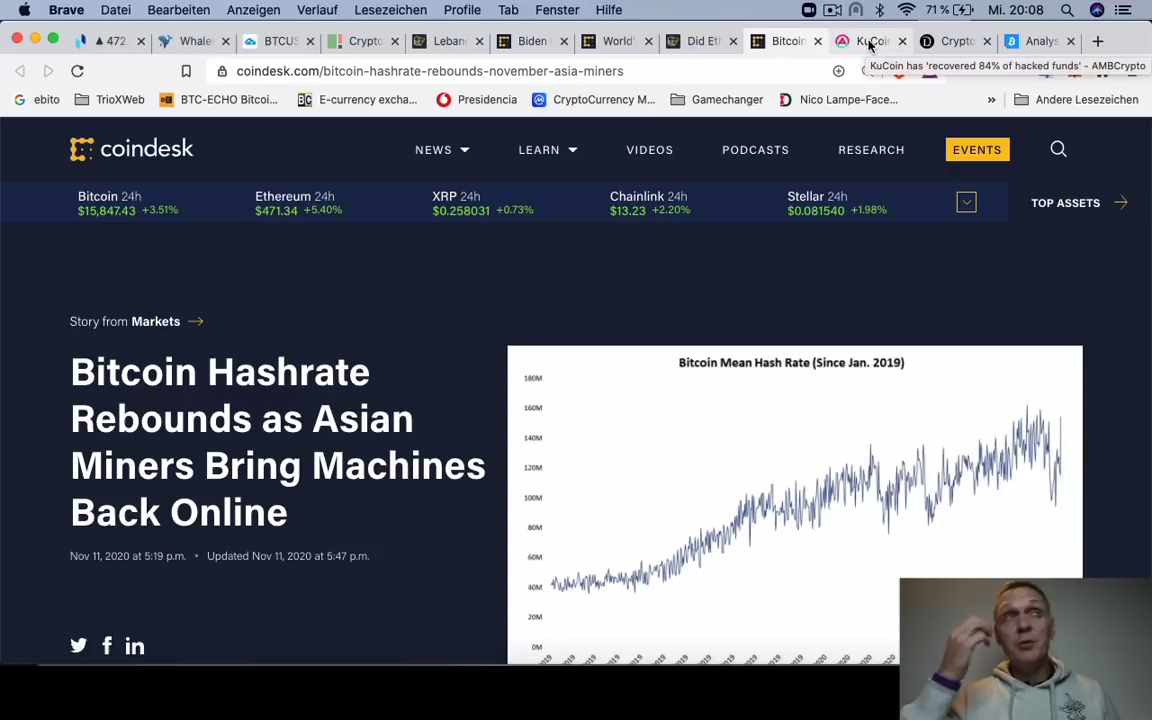 Brave Datei Bearbeiten Anzeigen Verlauf Lesezeichen Profile Tab Fenster Hilfe 71 % Mi. 20:08
▲ 472 Whale BTCUS Crypto Leban Biden World' Did Eth Bitcoin KuCoin Crypto Analys
coindesk.com/bitcoin-hashrate-rebounds-november-asia-miners
KuCoin has 'recovered 84% of hacked funds' - AMBCrypto
ebito TrioXWeb BTC-ECHO Bitcoi... E-currency excha... Presidencia CryptoCurrency M... Gamechanger Nico Lampe-Face... » Andere Lesezeichen
coindesk NEWS LEARN VIDEOS PODCASTS RESEARCH EVENTS
Bitcoin 24h Ethereum 24h XRP 24h Chainlink 24h Stellar 24h
$15,847.43 +3.51% $471.34 +5.40% $0.258031 +0.73% $13.23 +2.20% $0.081540 +1.98%
TOP ASSETS
Story from Markets
Bitcoin Hashrate
Rebounds as Asian
Miners Bring Machines
Back Online
Nov 11, 2020 at 5:19 p.m. • Updated Nov 11, 2020 at 5:47 p.m.
Bitcoin Mean Hash Rate (Since Jan. 2019)
180M
160M
140M
120M
100M
80M
60M
40M
20M
0M